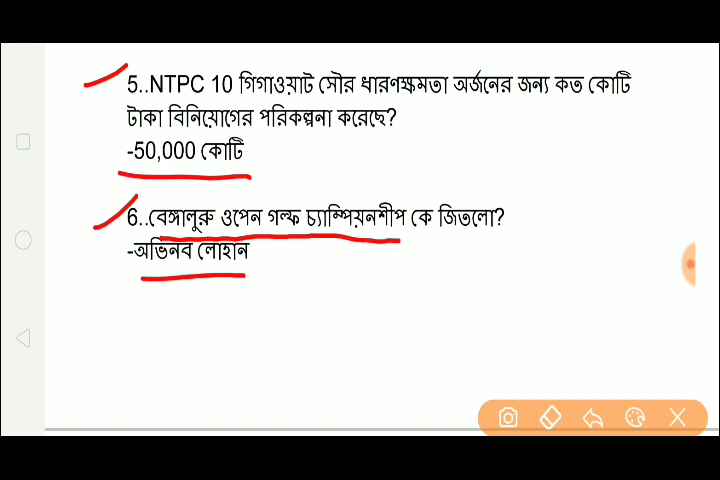 5..NTPC 10 গিগাওয়াট সৌর ধারণক্ষমতা অর্জনের জন্য কত কোটি
টাকা বিনিয়োগের পরিকল্পনা করেছে?
-50,000 কোটি
6..বেঙ্গালুরু ওপেন গল্ফ চ্যাম্পিয়নশীপ কে জিতলো?
-অভিনব লোহান